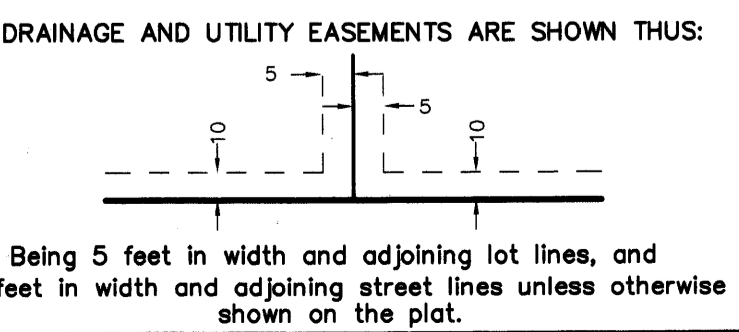 DRAINAGE AND UTILITY EASEMENTS ARE SHOWN THUS:
5
5
10
10
Being 5 feet in width and adjoining lot lines, and
feet in width and adjoining street lines unless otherwise
shown on the plat.